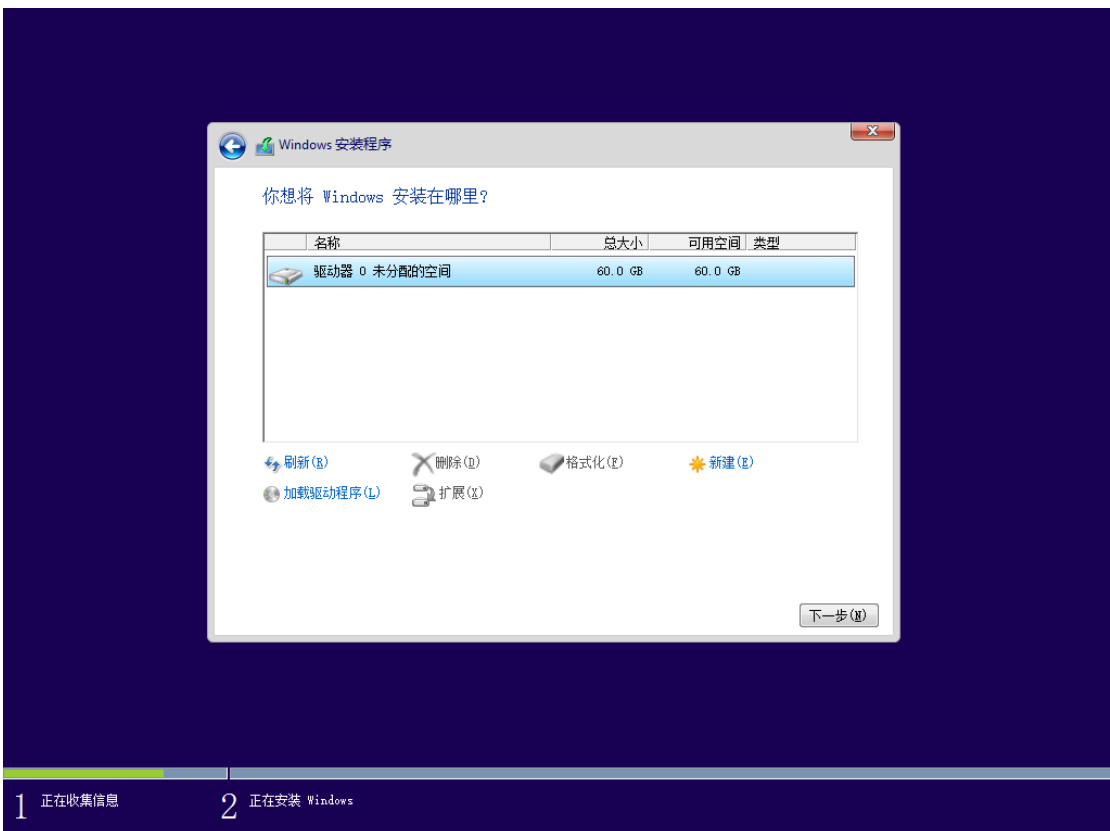 Windows 安装程序
你想将 Windows 安装在哪里?
名称 总大小 可用空间 类型
驱动器 0 未分配的空间 60.0 GB 60.0 GB
刷新(R) 删除(D) 格式化(F) 新建(E)
加载驱动程序(L) 扩展(X)
下一步(N)
1 正在收集信息 2 正在安装 Windows